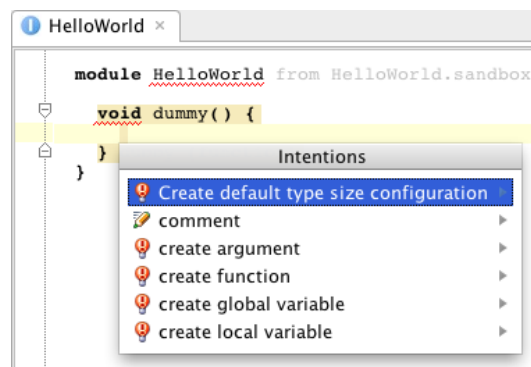 HelloWorld
module HelloWorld from HelloWorld.sandbox
void dummy() {
}
}
Intentions
Create default type size configuration
comment
create argument
create function
create global variable
create local variable